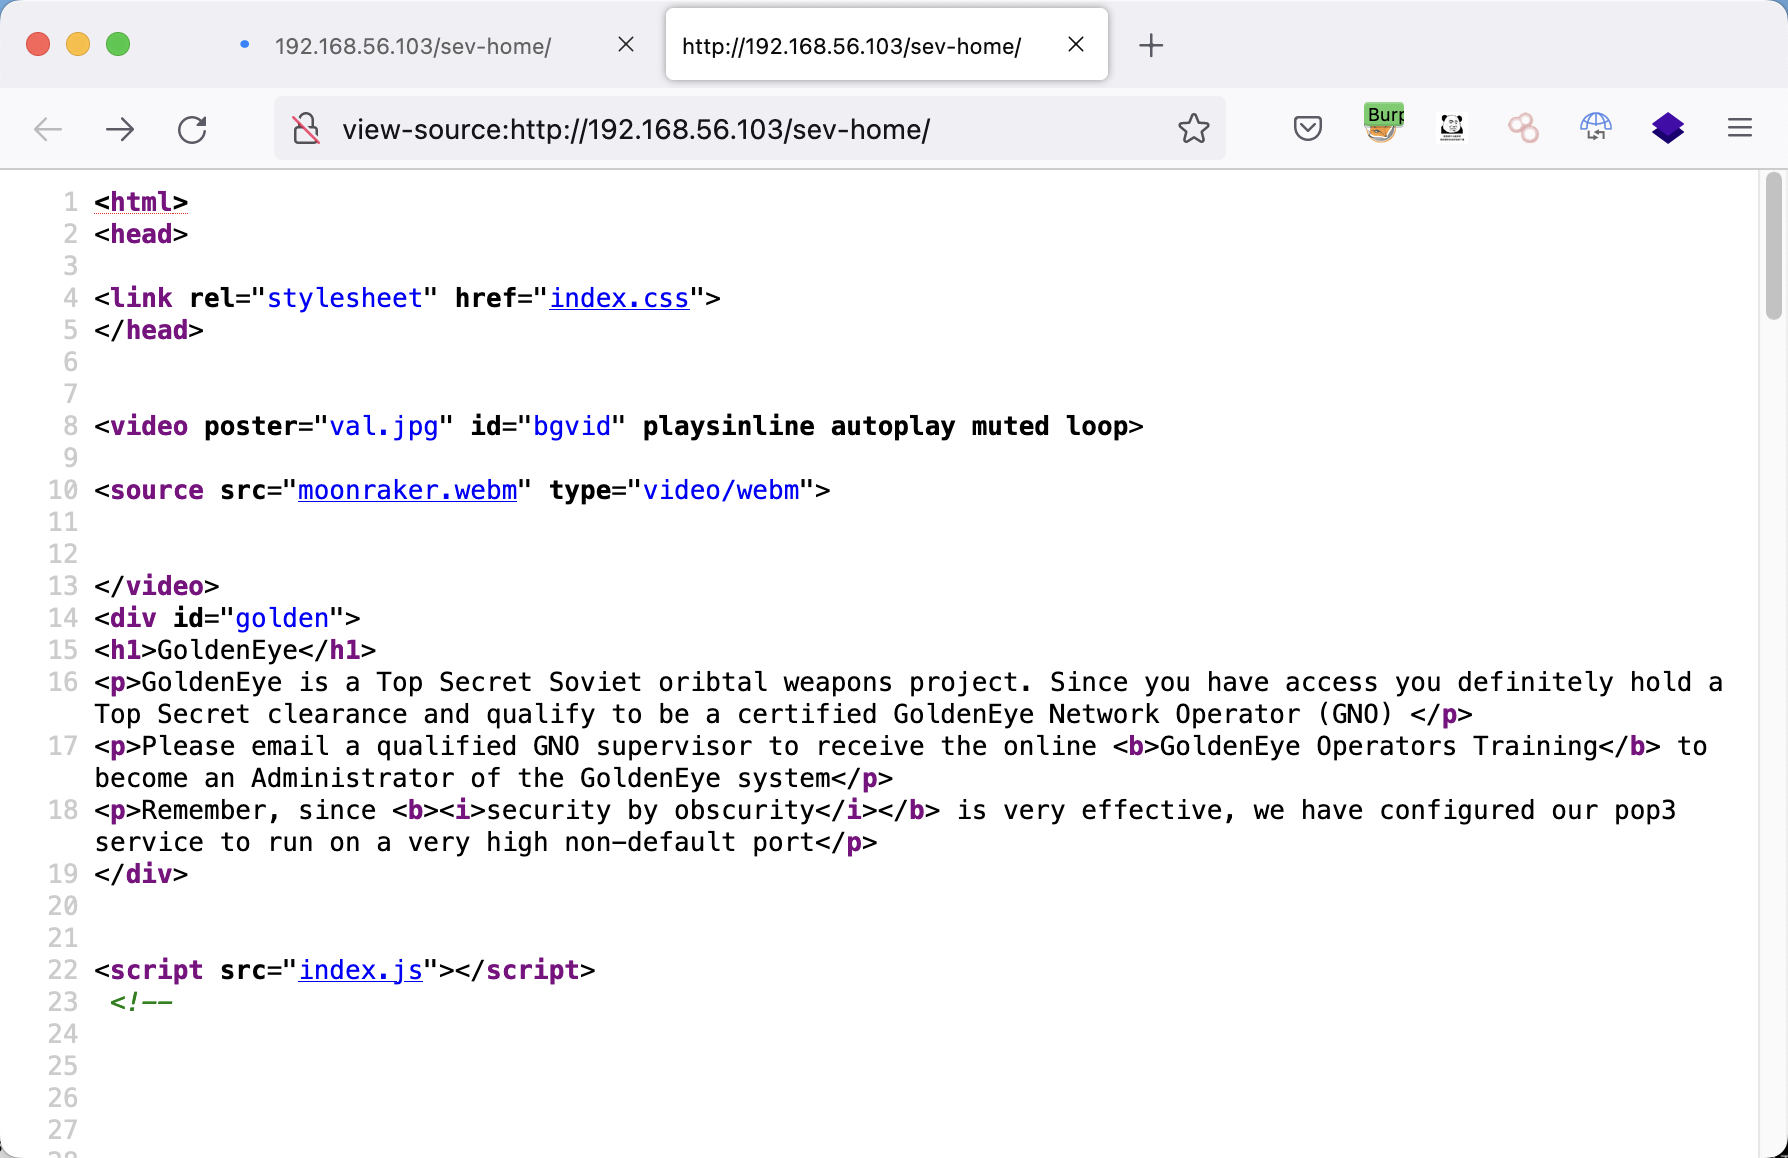 192.168.56.103/sev-home/
http://192.168.56.103/sev-home/
view-source:http://192.168.56.103/sev-home/
Burp
1 <html>
2 <head>
3
4 <link rel="stylesheet" href="index.css">
5 </head>
6
7
8 <video poster="val.jpg" id="bgvid" playsinline autoplay muted loop>
9
10 <source src="moonraker.webm" type="video/webm">
11
12
13 </video>
14 <div id="golden">
15 <h1>GoldenEye</h1>
16 <p>GoldenEye is a Top Secret Soviet oribtal weapons project. Since you have access you definitely hold a
Top Secret clearance and qualify to be a certified GoldenEye Network Operator (GNO) </p>
17 <p>Please email a qualified GNO supervisor to receive the online <b>GoldenEye Operators Training</b> to
become an Administrator of the GoldenEye system</p>
18 <p>Remember, since <b><i>security by obscurity</i></b> is very effective, we have configured our pop3
service to run on a very high non-default port</p>
19 </div>
20
21
22 <script src="index.js"></script>
23 <!--
24
25
26
27